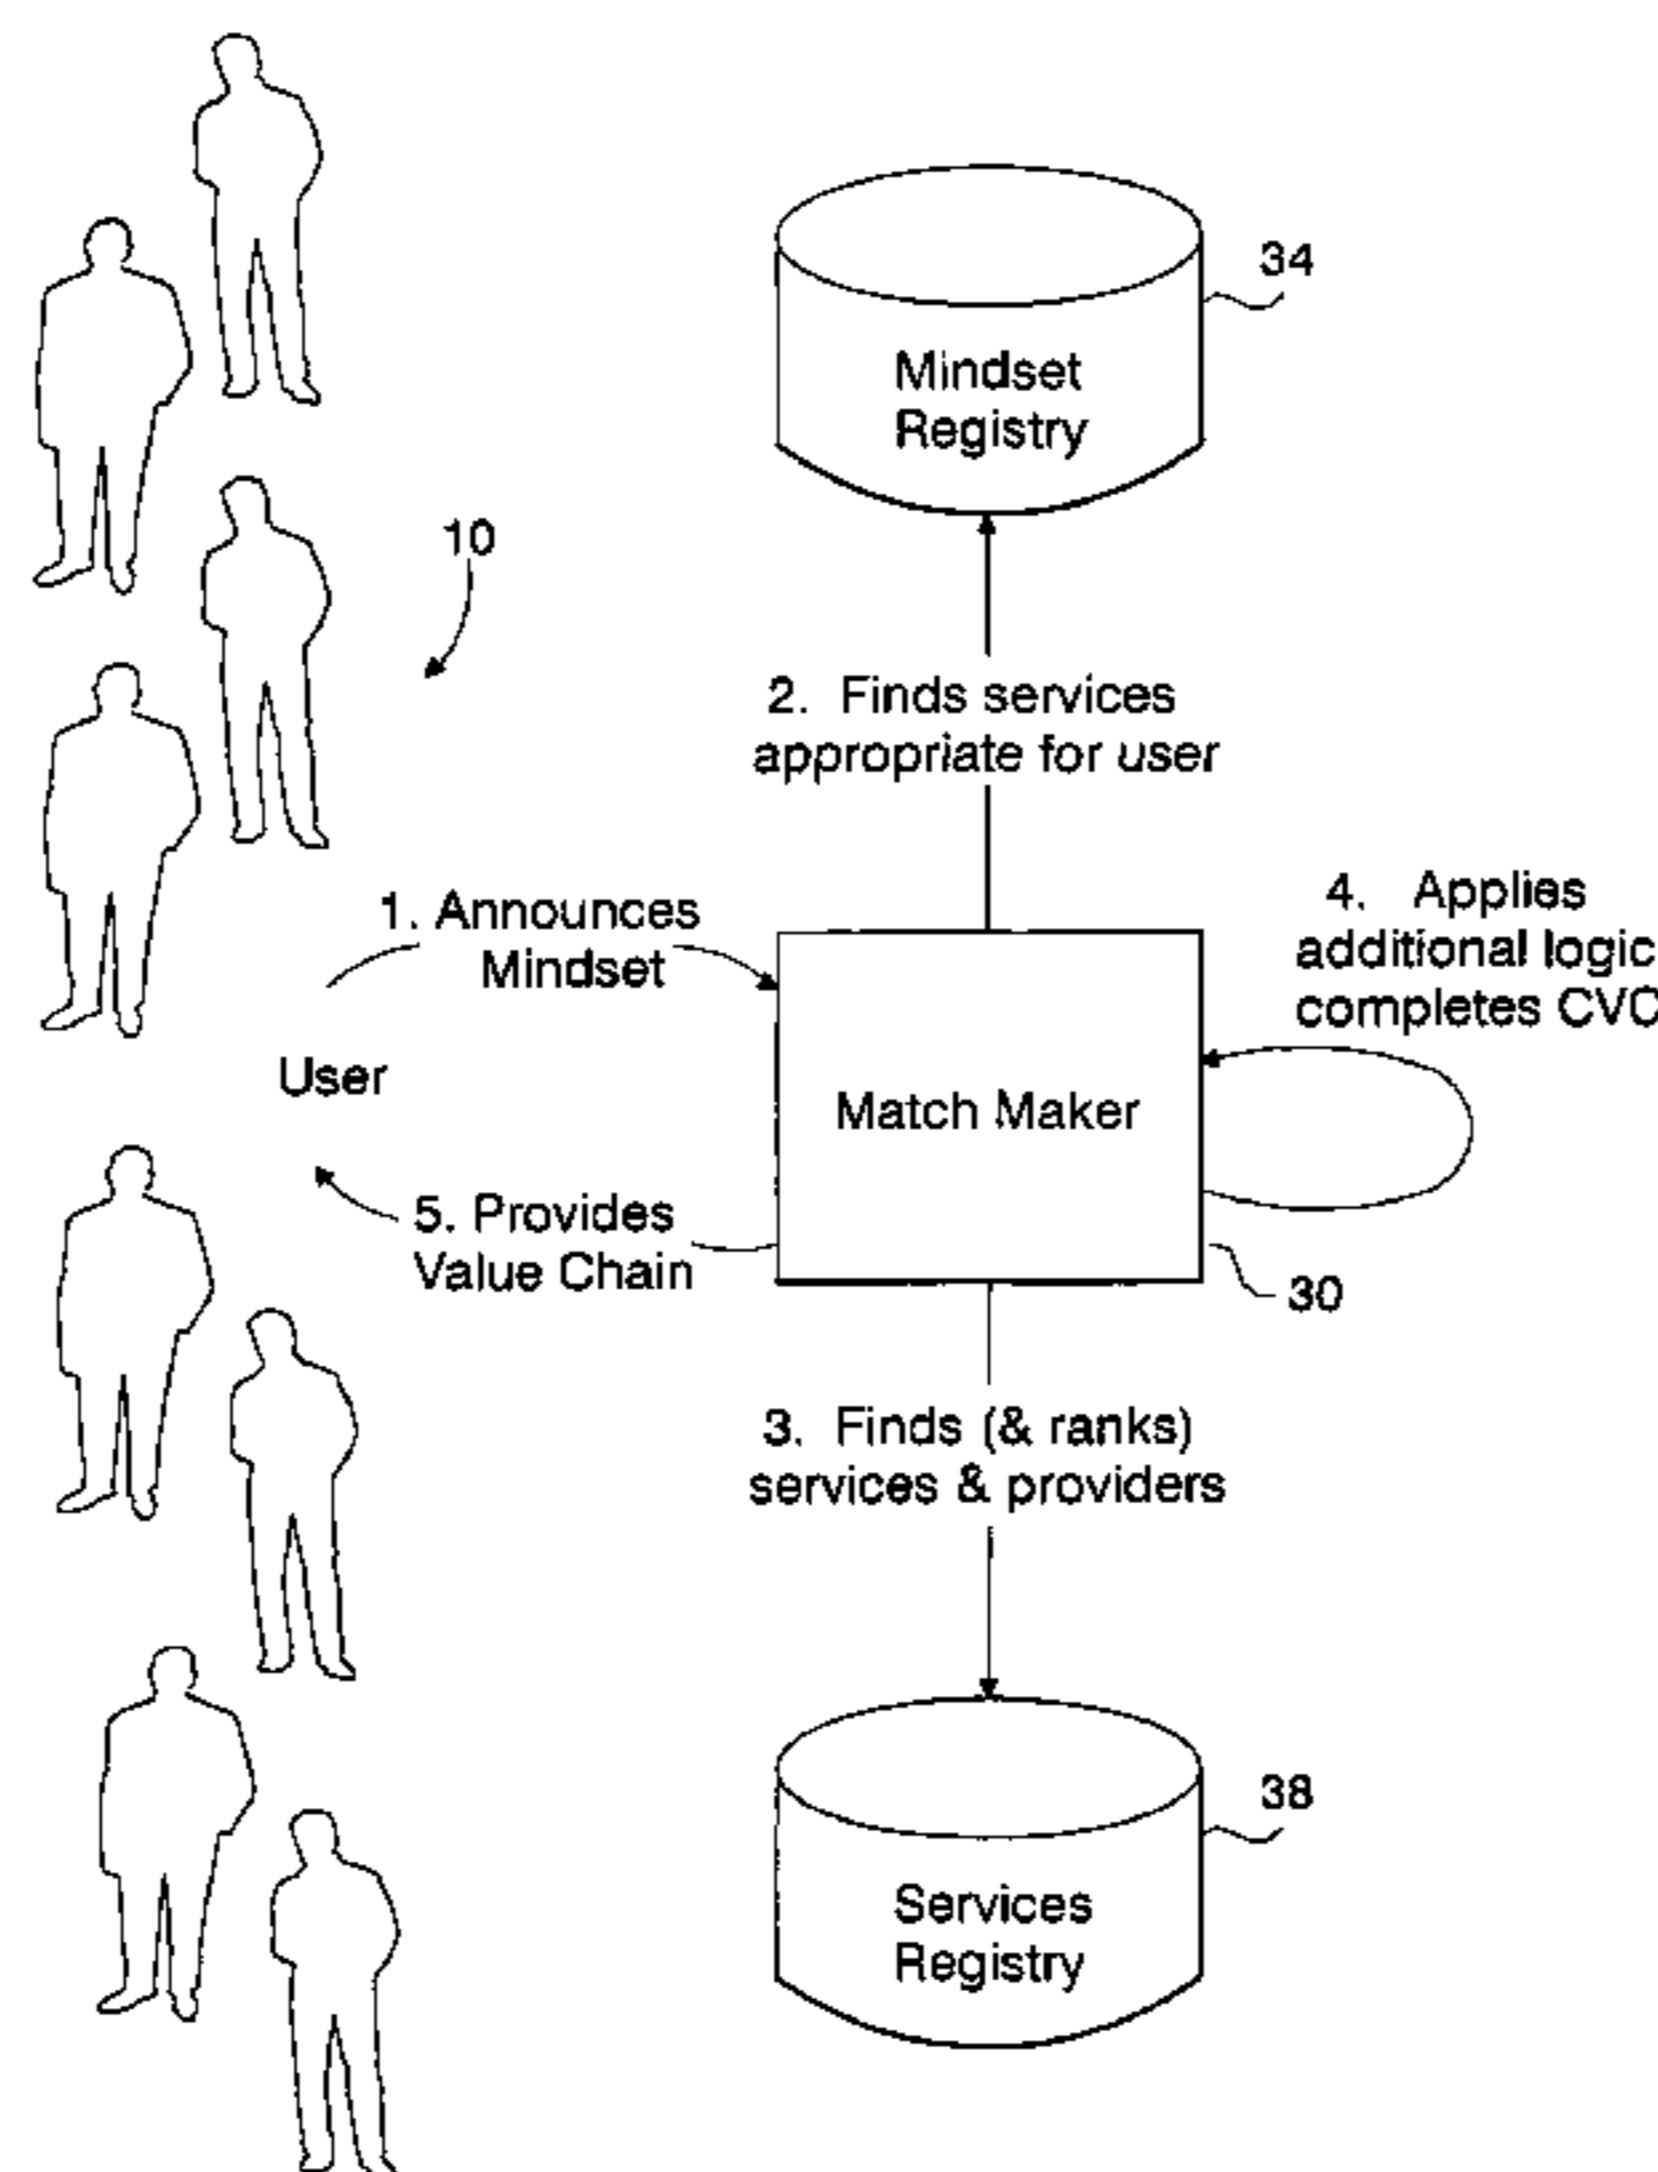 34
Mindset
Registry
10
2. Finds services
appropriate for user
1. Announces
Mindset
4. Applies
additional logic
completes CVC
User
Match Maker
5. Provides
Value Chain
30
3. Finds (& ranks)
services & providers
38
Services
Registry